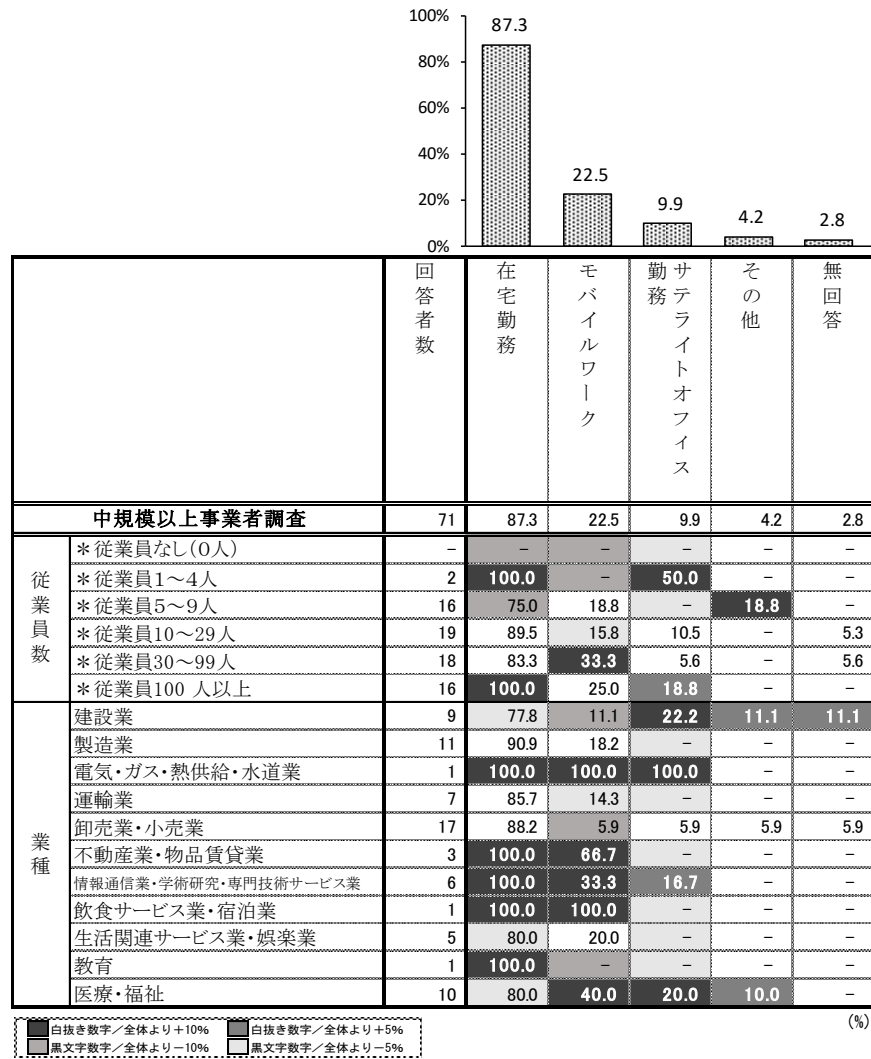 100%
80%
60%
40%
20%
0%
87.3
22.5
9.9
4.2
2.8
回答者数 在宅勤務 モバイルワーク サテライトオフィス勤務 その他 無回答
中規模以上事業者調査 71 87.3 22.5 9.9 4.2 2.8
従業員数
＊従業員なし(0人) － － － － － －
＊従業員1～4人 2 100.0 － 50.0 － －
＊従業員5～9人 16 75.0 18.8 － 18.8 －
＊従業員10～29人 19 89.5 15.8 10.5 － 5.3
＊従業員30～99人 18 83.3 33.3 5.6 － 5.6
＊従業員100 人以上 16 100.0 25.0 18.8 － －
業種
建設業 9 77.8 11.1 22.2 11.1 11.1
製造業 11 90.9 18.2 － － －
電気・ガス・熱供給・水道業 1 100.0 100.0 100.0 － －
運輸業 7 85.7 14.3 － － －
卸売業・小売業 17 88.2 5.9 5.9 5.9 5.9
不動産業・物品賃貸業 3 100.0 66.7 － － －
情報通信業・学術研究・専門技術サービス業 6 100.0 33.3 16.7 － －
飲食サービス業・宿泊業 1 100.0 100.0 － － －
生活関連サービス業・娯楽業 5 80.0 20.0 － － －
教育 1 100.0 － － － －
医療・福祉 10 80.0 40.0 20.0 10.0 －
(%)
白抜き数字/全体より+10% 白抜き数字/全体より+5%
黒文字数字/全体より－10% 黒文字数字/全体より－5%